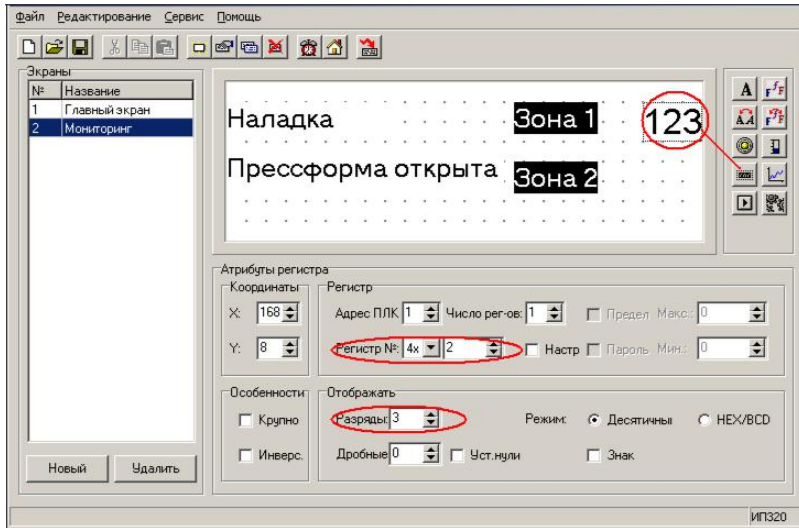 Файл Редактирование Сервис Помощь
Экраны
№ Название
1 Главный экран
2 Мониторинг
Новый Удалить
Наладка Зона 1 123
Прессформа открыта Зона 2
A FfF
AA FfF
Атрибуты регистра
Координаты
X: 168
Y: 8
Регистр
Адрес ПЛК 1 Число рег-ов: 1 Предел Макс.: 0
Регистр №: 4x 2 Настр Пароль Мин.: 0
Особенности
Крупно
Инверс.
Отображать
Разряды: 3 Режим: Десятичны HEX/BCD
Дробные 0 Уст.нули Знак
ИП320